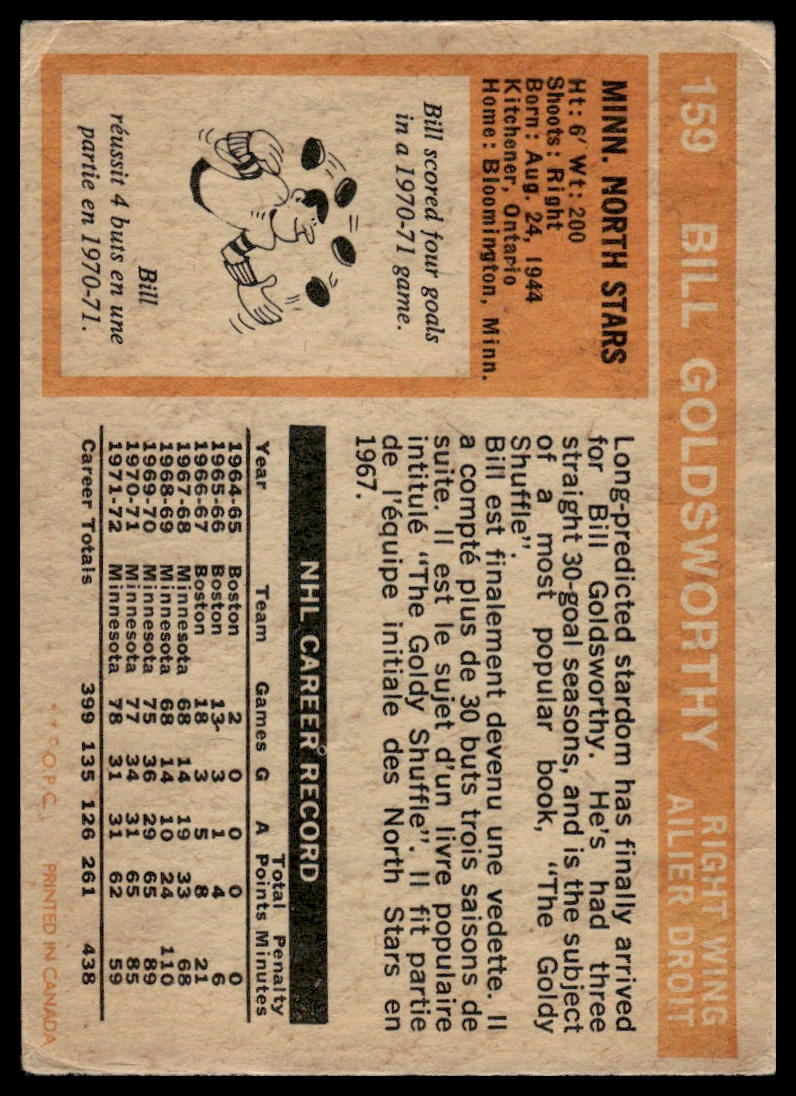 159 BILL GOLDSWORTHY RIGHT WING
AILIER DROIT
MINN. NORTH STARS
Ht: 6' Wt: 200
Shoots: Right
Born: Aug. 24, 1944
Kitchener, Ontario
Home: Bloomington, Minn.
Bill scored four goals
in a 1970-71 game.
Bill
réussit 4 buts en une
partie en 1970-71.
Long-predicted stardom has finally arrived
for Bill Goldsworthy. He's had three
straight 30-goal seasons, and is the subject
of a most popular book, "The Goldy
Shuffle".
Bill est finalement devenu une vedette. Il
a compté plus de 30 buts trois saisons de
suite. Il est le sujet d'un livre populaire
intitulé "The Goldy Shuffle". Il fit partie
de l'équipe initiale des North Stars en
1967.
NHL CAREER RECORD
Year Team Games G A Total Points Penalty Minutes
1964-65 Boston 2 0 0 0 0
1965-66 Boston 13 3 1 4 6
1966-67 Boston 18 3 5 8 21
1967-68 Minnesota 68 14 19 33 68
1968-69 Minnesota 68 14 10 24 110
1969-70 Minnesota 75 36 29 65 89
1970-71 Minnesota 77 34 31 65 85
1971-72 Minnesota 78 31 31 62 59
Career Totals 399 135 126 261 438
** © O.P.C. PRINTED IN CANADA